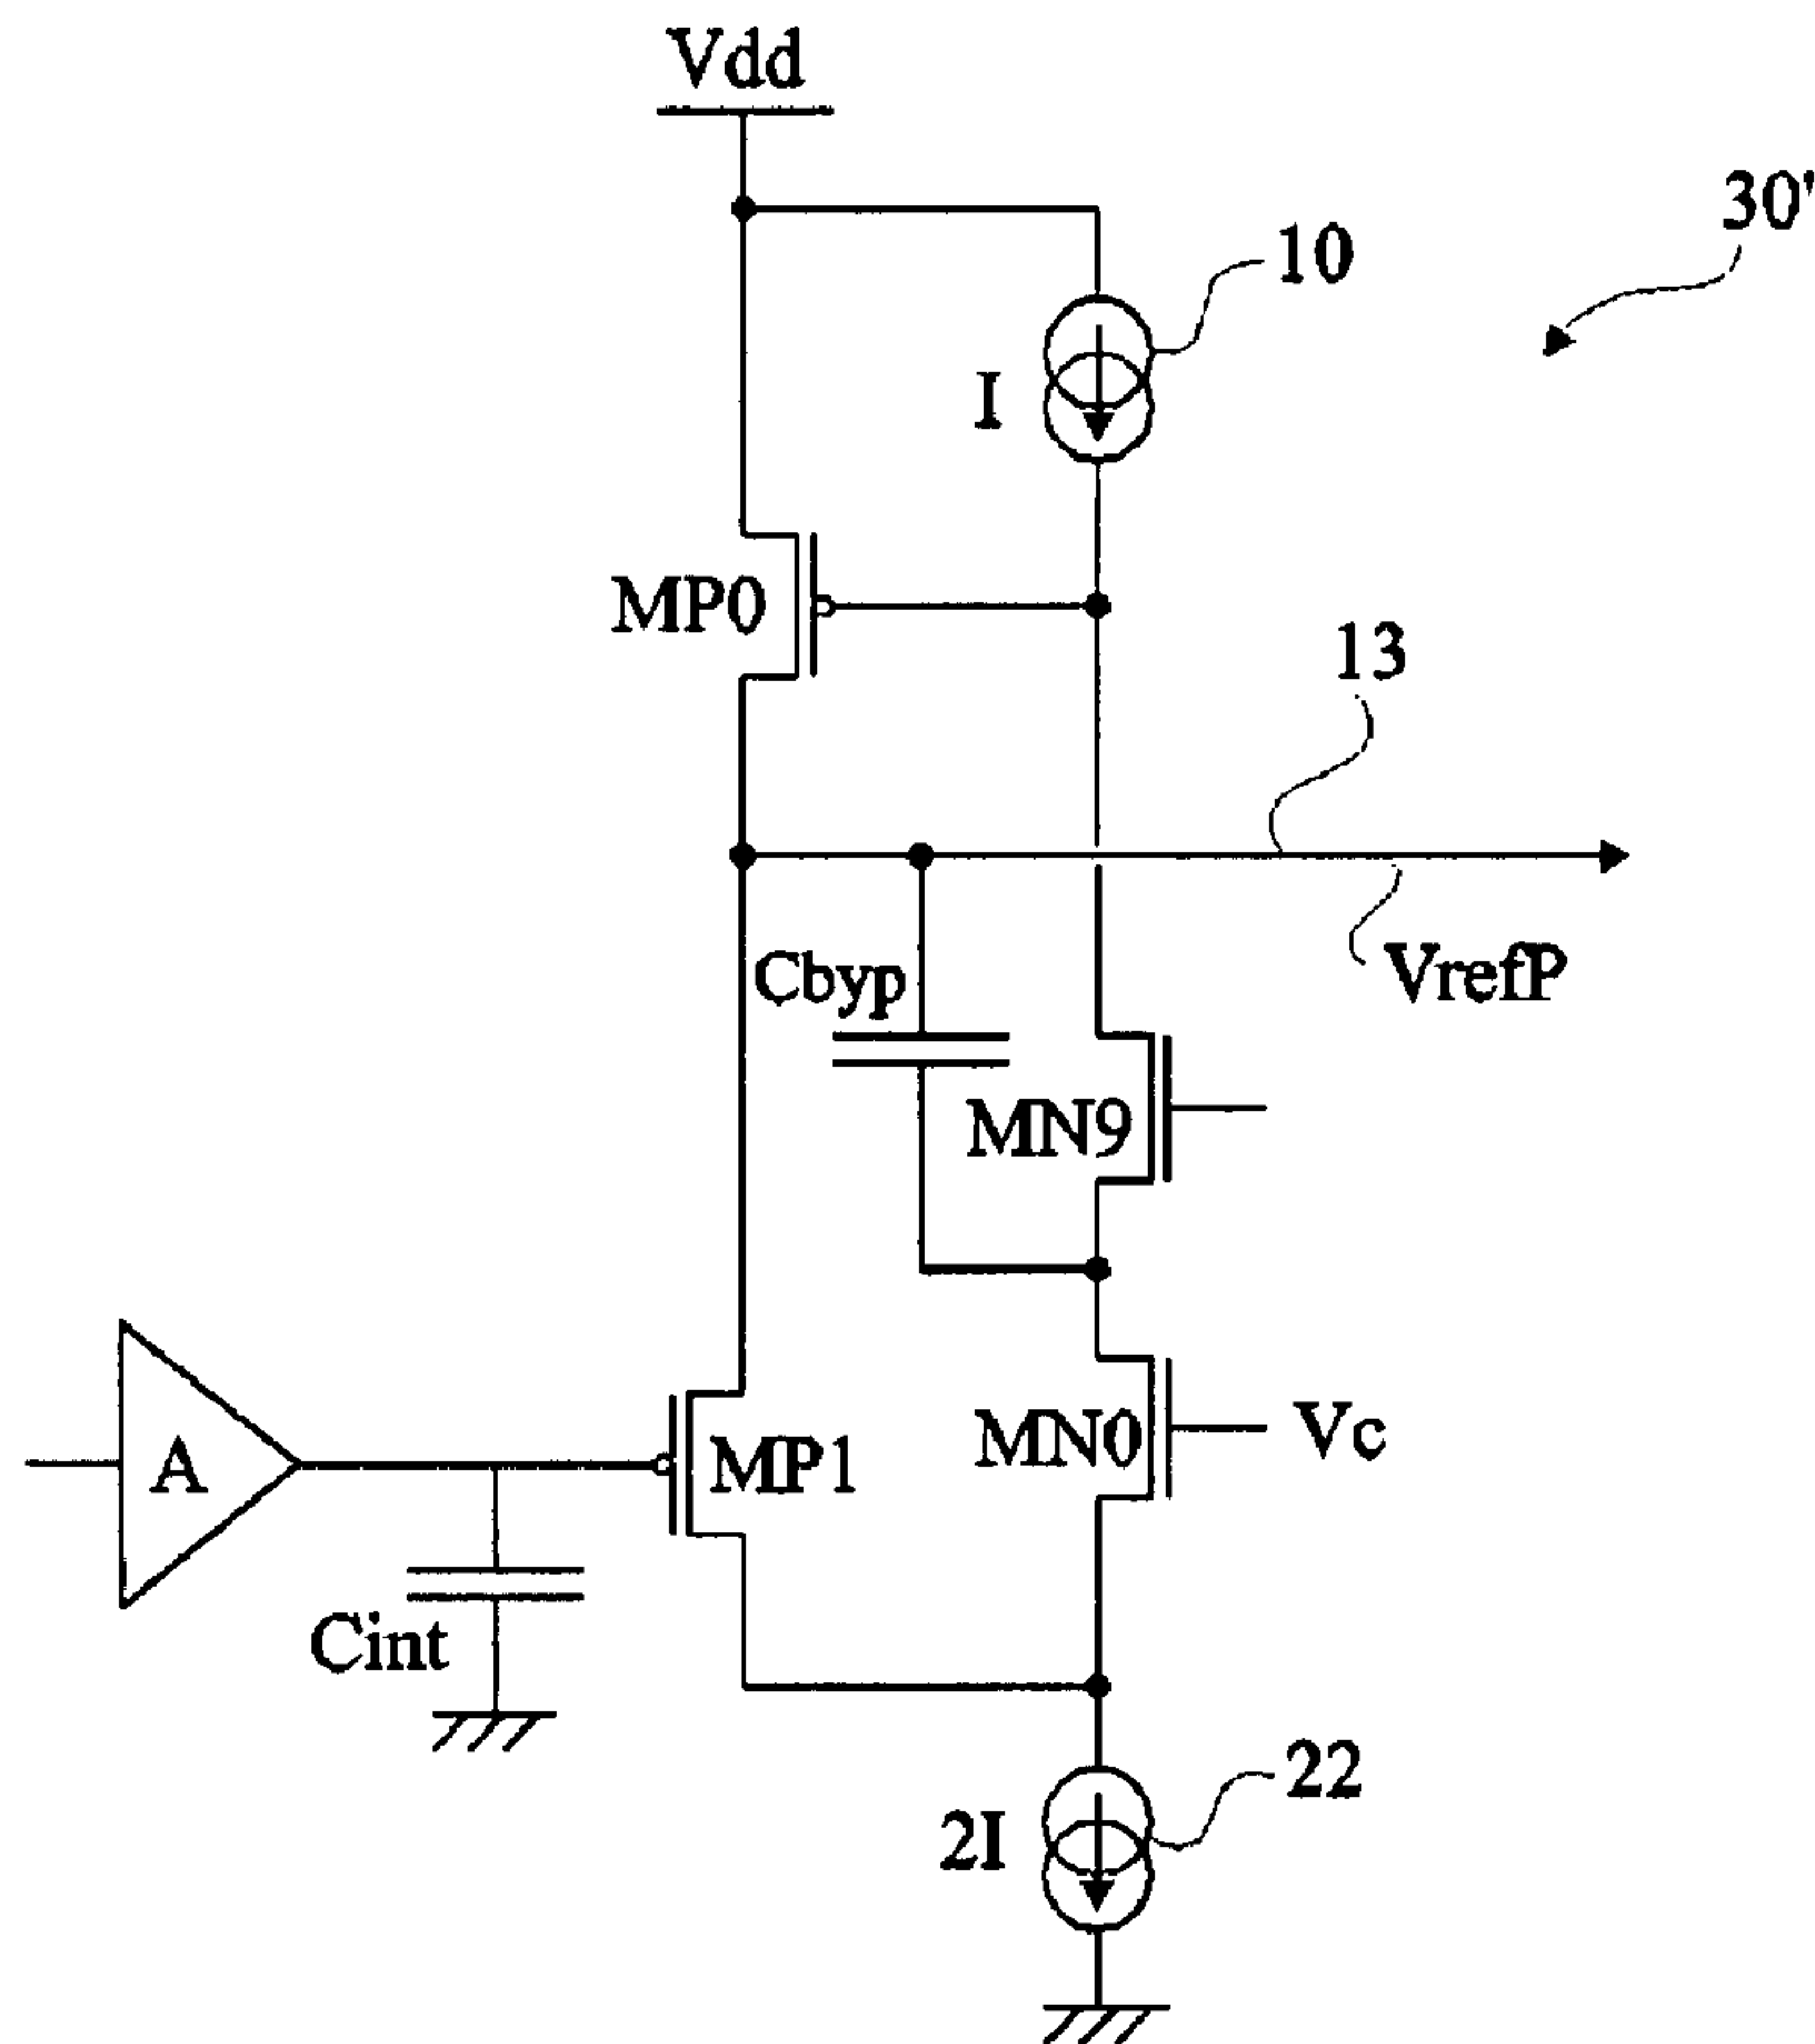 Vdd
30'
10
I
MP0
13
Cbyp
VrefP
MN9
A
MP1
MN0
Vc
Cint
22
2I